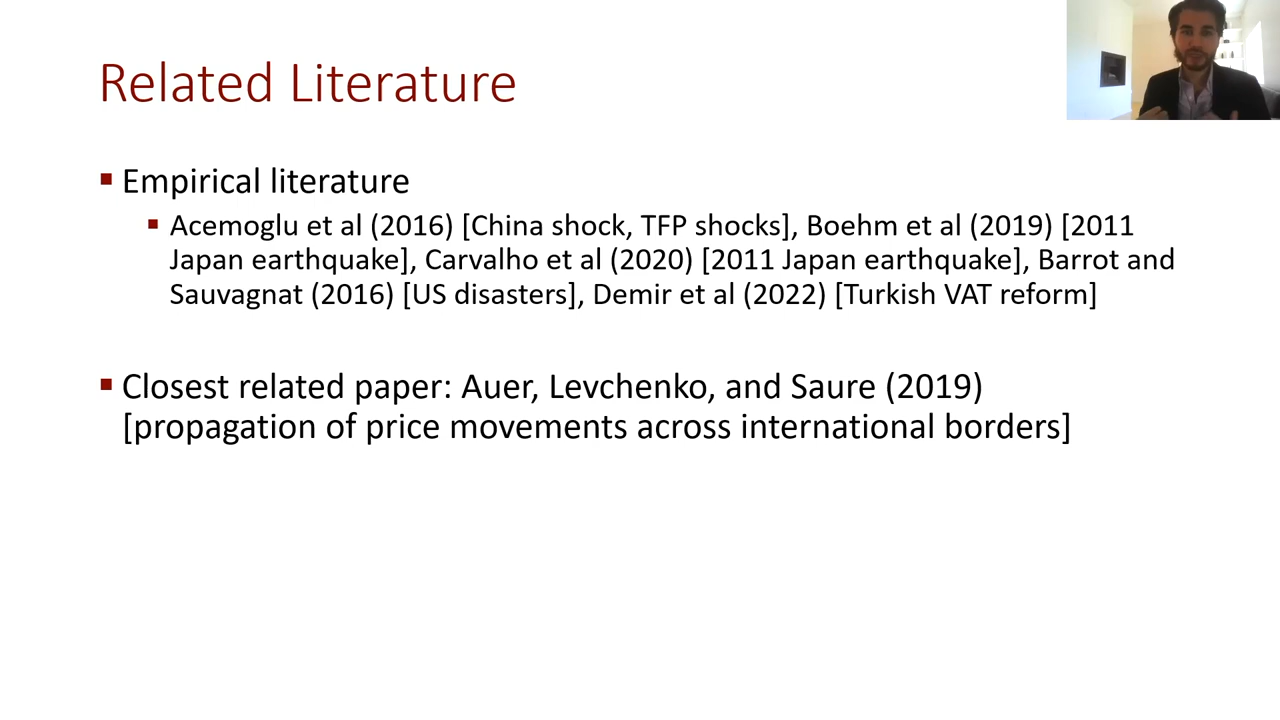 Related Literature
Empirical literature
Acemoglu et al (2016) [China shock, TFP shocks], Boehm et al (2019) [2011
Japan earthquake], Carvalho et al (2020) [2011 Japan earthquake], Barrot and
Sauvagnat (2016) [US disasters], Demir et al (2022) [Turkish VAT reform]
Closest related paper: Auer, Levchenko, and Saure (2019)
[propagation of price movements across international borders]